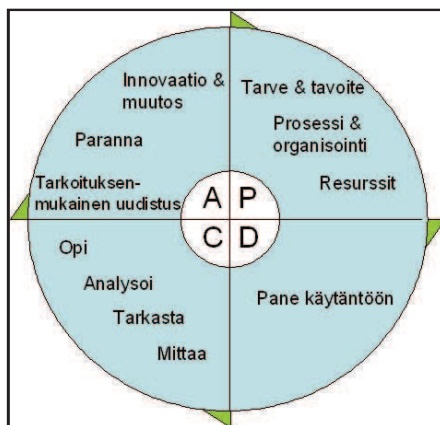 Innovaatio &
muutos
Paranna
Tarkoituksen-
mukainen uudistus
Tarve & tavoite
Prosessi &
organisointi
Resurssit
A P
C D
Opi
Analysoi
Tarkasta
Mittaa
Pane käytäntöön